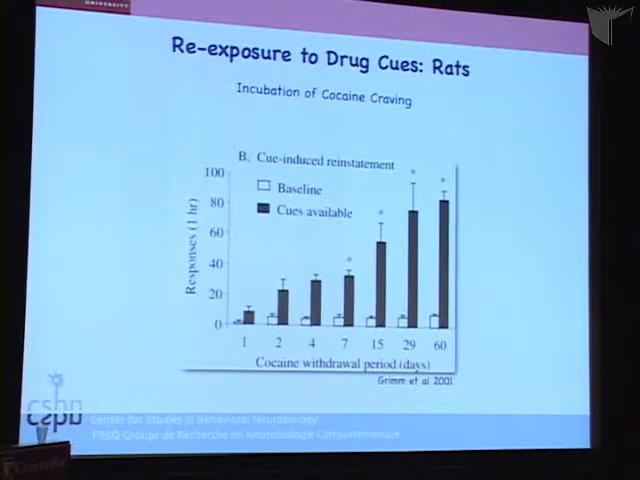 UNIVERSITY
Re-exposure to Drug Cues: Rats
Incubation of Cocaine Craving
B. Cue-induced reinstatement
Baseline
Cues available
Responses (1 hr)
100
80
60
40
20
0
* * * *
1 2 4 7 15 29 60
Cocaine withdrawal period (days)
Grimm et al 2001
csbn
Center for Studies in Behavioral Neurobiology
FRSQ Groupe de Recherche en Neurobiologie Comportementale
Concordia